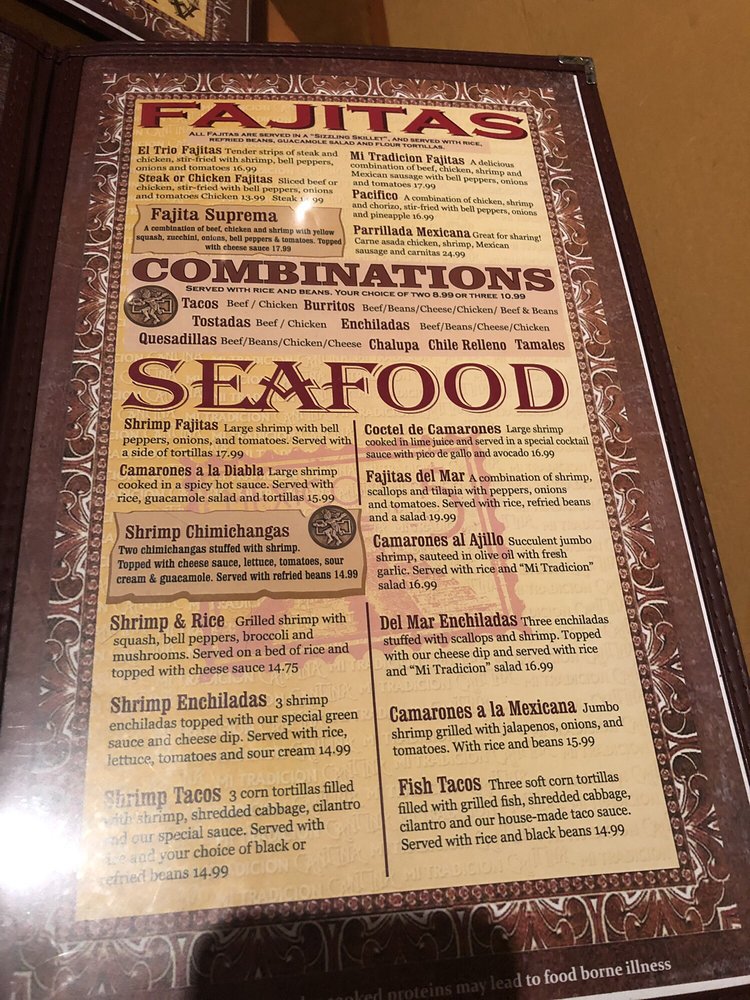 FAJITAS
ALL FAJITAS ARE SERVED IN A "SIZZLING SKILLET", AND SERVED WITH RICE,
REFRIED BEANS, GUACAMOLE SALAD AND FLOUR TORTILLAS.
El Trio Fajitas Tender strips of steak and
chicken, stir-fried with shrimp, bell peppers,
onions and tomatoes 16.99
Steak or Chicken Fajitas Sliced beef or
chicken, stir-fried with bell peppers, onions
and tomatoes Chicken 13.99 Steak
Fajita Suprema
A combination of beef, chicken and shrimp with yellow
squash, zucchini, onions, bell peppers & tomatoes. Topped
with cheese sauce 17.99
Mi Tradicion Fajitas A delicious
combination of beef, chicken, shrimp and
Mexican sausage with bell peppers, onions
and tomatoes 17.99
Pacifico A combination of chicken, shrimp
and chorizo, stir-fried with bell peppers, onions
and pineapple 16.99
Parrillada Mexicana Great for sharing!
Carne asada chicken, shrimp, Mexican
sausage and carnitas 24.99
COMBINATIONS
SERVED WITH RICE AND BEANS. YOUR CHOICE OF TWO 8.99 OR THREE 10.99
Tacos Beef / Chicken Burritos Beef/Beans/Cheese/Chicken/ Beef & Beans
Tostadas Beef / Chicken Enchiladas Beef/Beans/Cheese/Chicken
Quesadillas Beef/Beans/Chicken/Cheese Chalupa Chile Relleno Tamales
SEAFOOD
Shrimp Fajitas Large shrimp with bell
peppers, onions, and tomatoes. Served with
a side of tortillas 17.99
Camarones a la Diabla Large shrimp
cooked in a spicy hot sauce. Served with
rice, guacamole salad and tortillas 15.99
Shrimp Chimichangas
Two chimichangas stuffed with shrimp.
Topped with cheese sauce, lettuce, tomatoes, sour
cream & guacamole. Served with refried beans 14.99
Shrimp & Rice Grilled shrimp with
squash, bell peppers, broccoli and
mushrooms. Served on a bed of rice and
topped with cheese sauce 14.75
Shrimp Enchiladas 3 shrimp
enchiladas topped with our special green
sauce and cheese dip. Served with rice,
lettuce, tomatoes and sour cream 14.99
Shrimp Tacos 3 corn tortillas filled
with shrimp, shredded cabbage, cilantro
and our special sauce. Served with
rice and your choice of black or
refried beans 14.99
Coctel de Camarones Large shrimp
cooked in lime juice and served in a special cocktail
sauce with pico de gallo and avocado 16.99
Fajitas del Mar A combination of shrimp,
scallops and tilapia with peppers, onions
and tomatoes. Served with rice, refried beans
and a salad 19.99
Camarones al Ajillo Succulent jumbo
shrimp, sauteed in olive oil with fresh
garlic. Served with rice and "Mi Tradicion"
salad 16.99
Del Mar Enchiladas Three enchiladas
stuffed with scallops and shrimp. Topped
with our cheese dip and served with rice
and "Mi Tradicion" salad 16.99
Camarones a la Mexicana Jumbo
shrimp grilled with jalapenos, onions, and
tomatoes. With rice and beans 15.99
Fish Tacos Three soft corn tortillas
filled with grilled fish, shredded cabbage,
cilantro and our house-made taco sauce.
Served with rice and black beans 14.99
proteins may lead to food borne illness